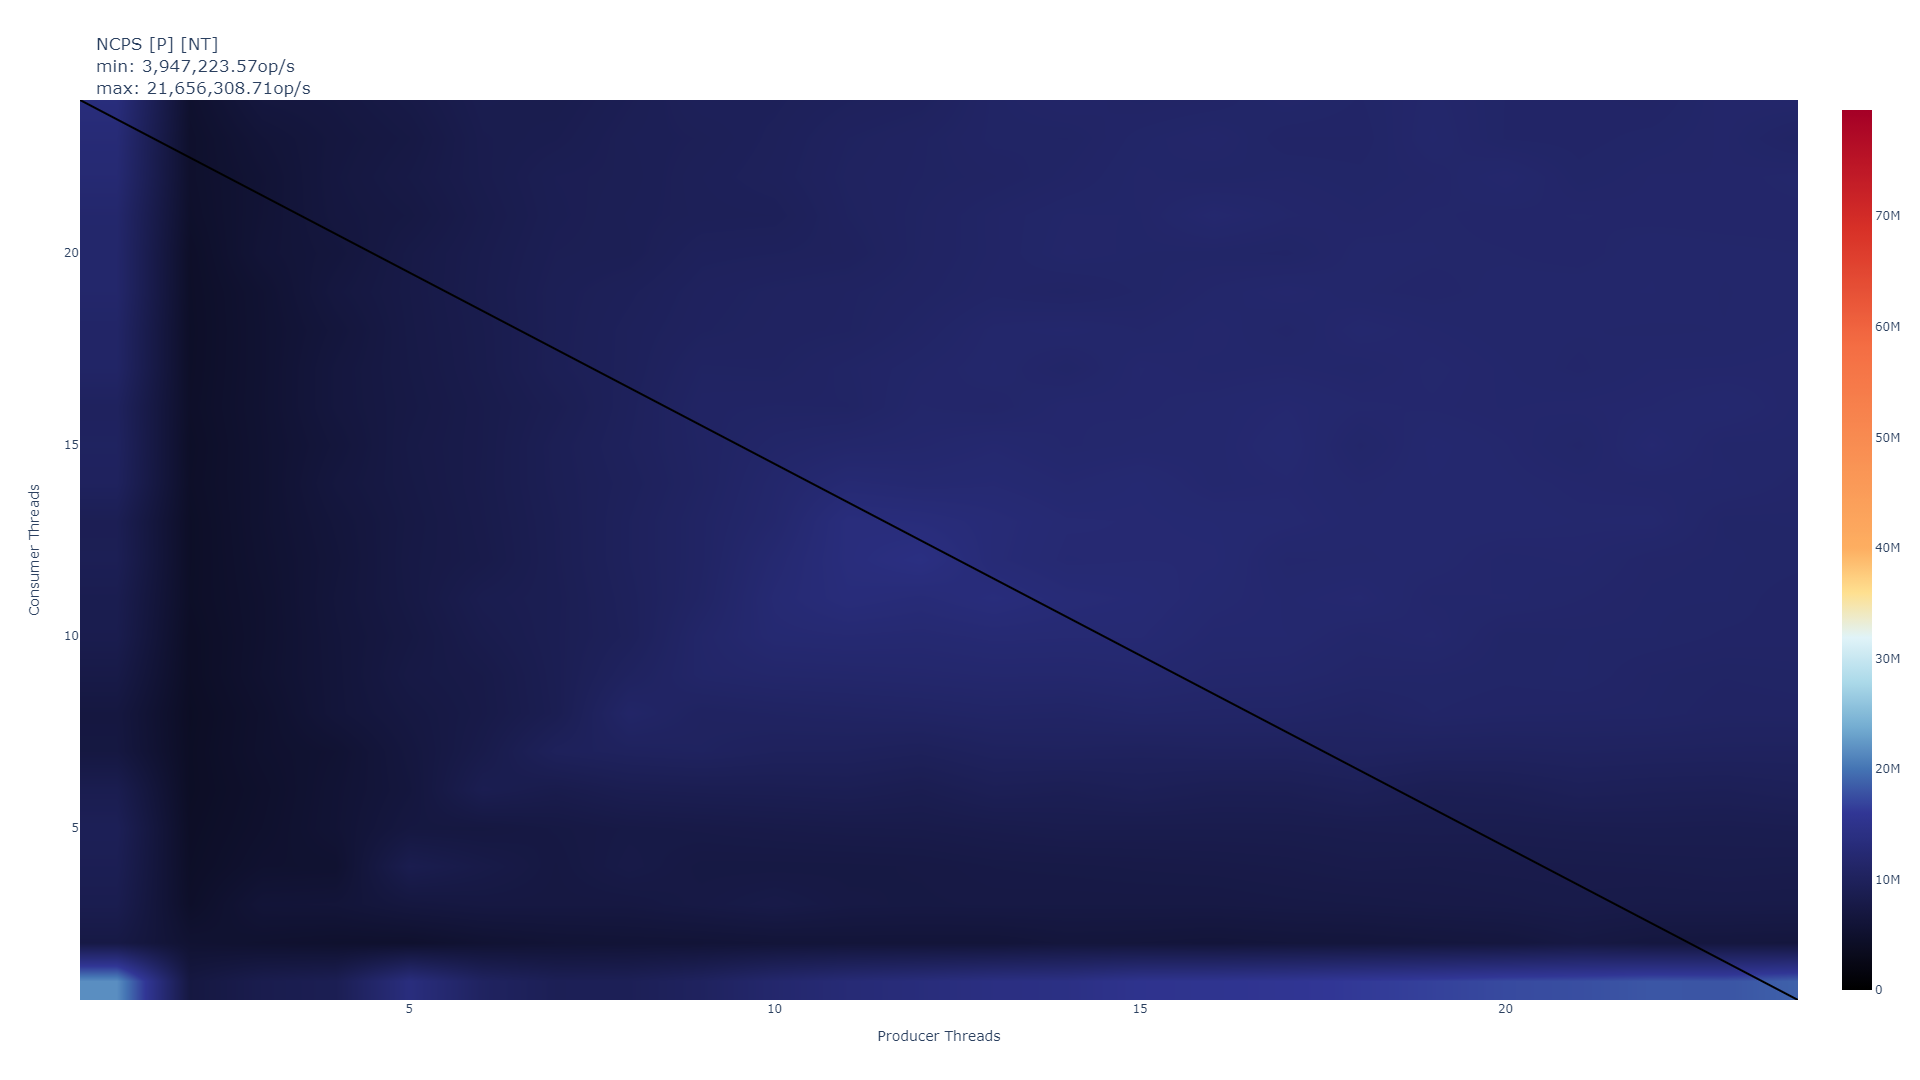 NCPS [P] [NT]
min: 3,947,223.57op/s
max: 21,656,308.71op/s
Consumer Threads
20
15
10
5
5
10
15
20
Producer Threads
70M
60M
50M
40M
30M
20M
10M
0